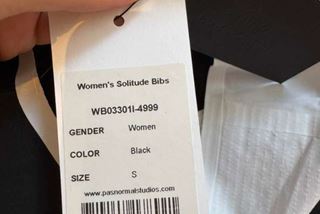 Women's Solitude Bibs
WB03301I-4999
GENDER Women
COLOR Black
SIZE S
www.pasnormalstudios.com